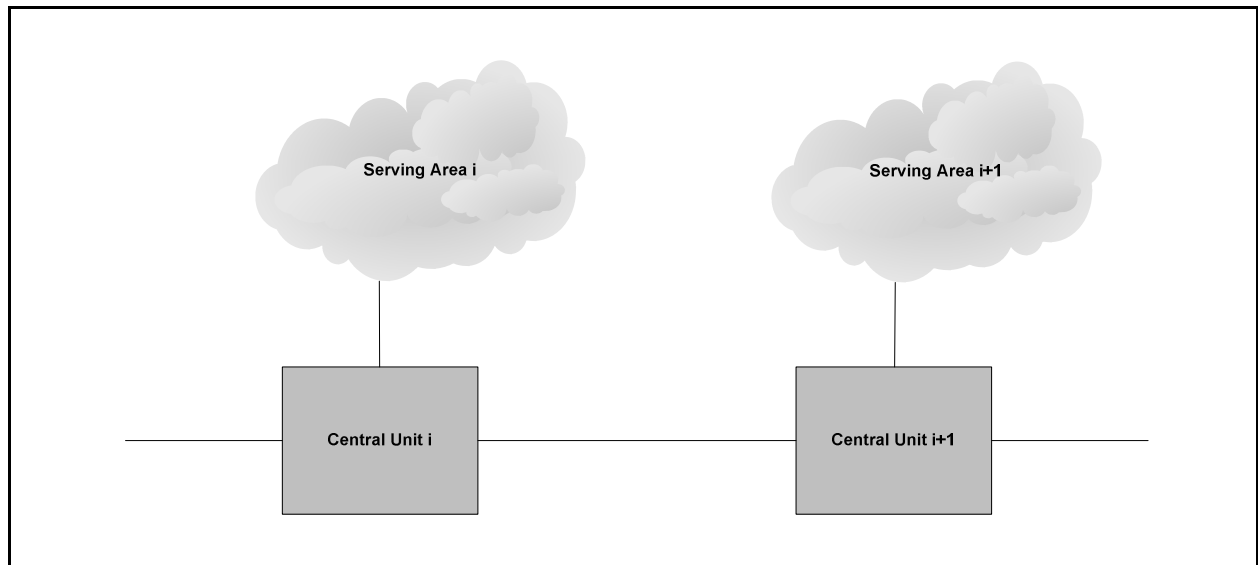 Serving Area i
Serving Area i+1
Central Unit i
Central Unit i+1